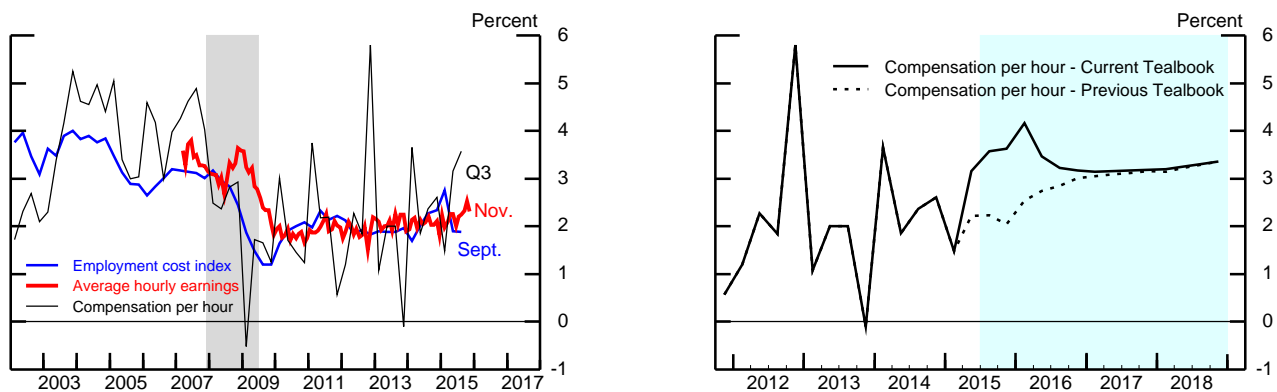 Percent
6
5
4
3
2
1
0
-1
2003 2005 2007 2009 2011 2013 2015 2017
Q3
Nov.
Sept.
Employment cost index
Average hourly earnings
Compensation per hour
Percent
6
5
4
3
2
1
0
-1
2012 2013 2014 2015 2016 2017 2018
Compensation per hour - Current Tealbook
Compensation per hour - Previous Tealbook